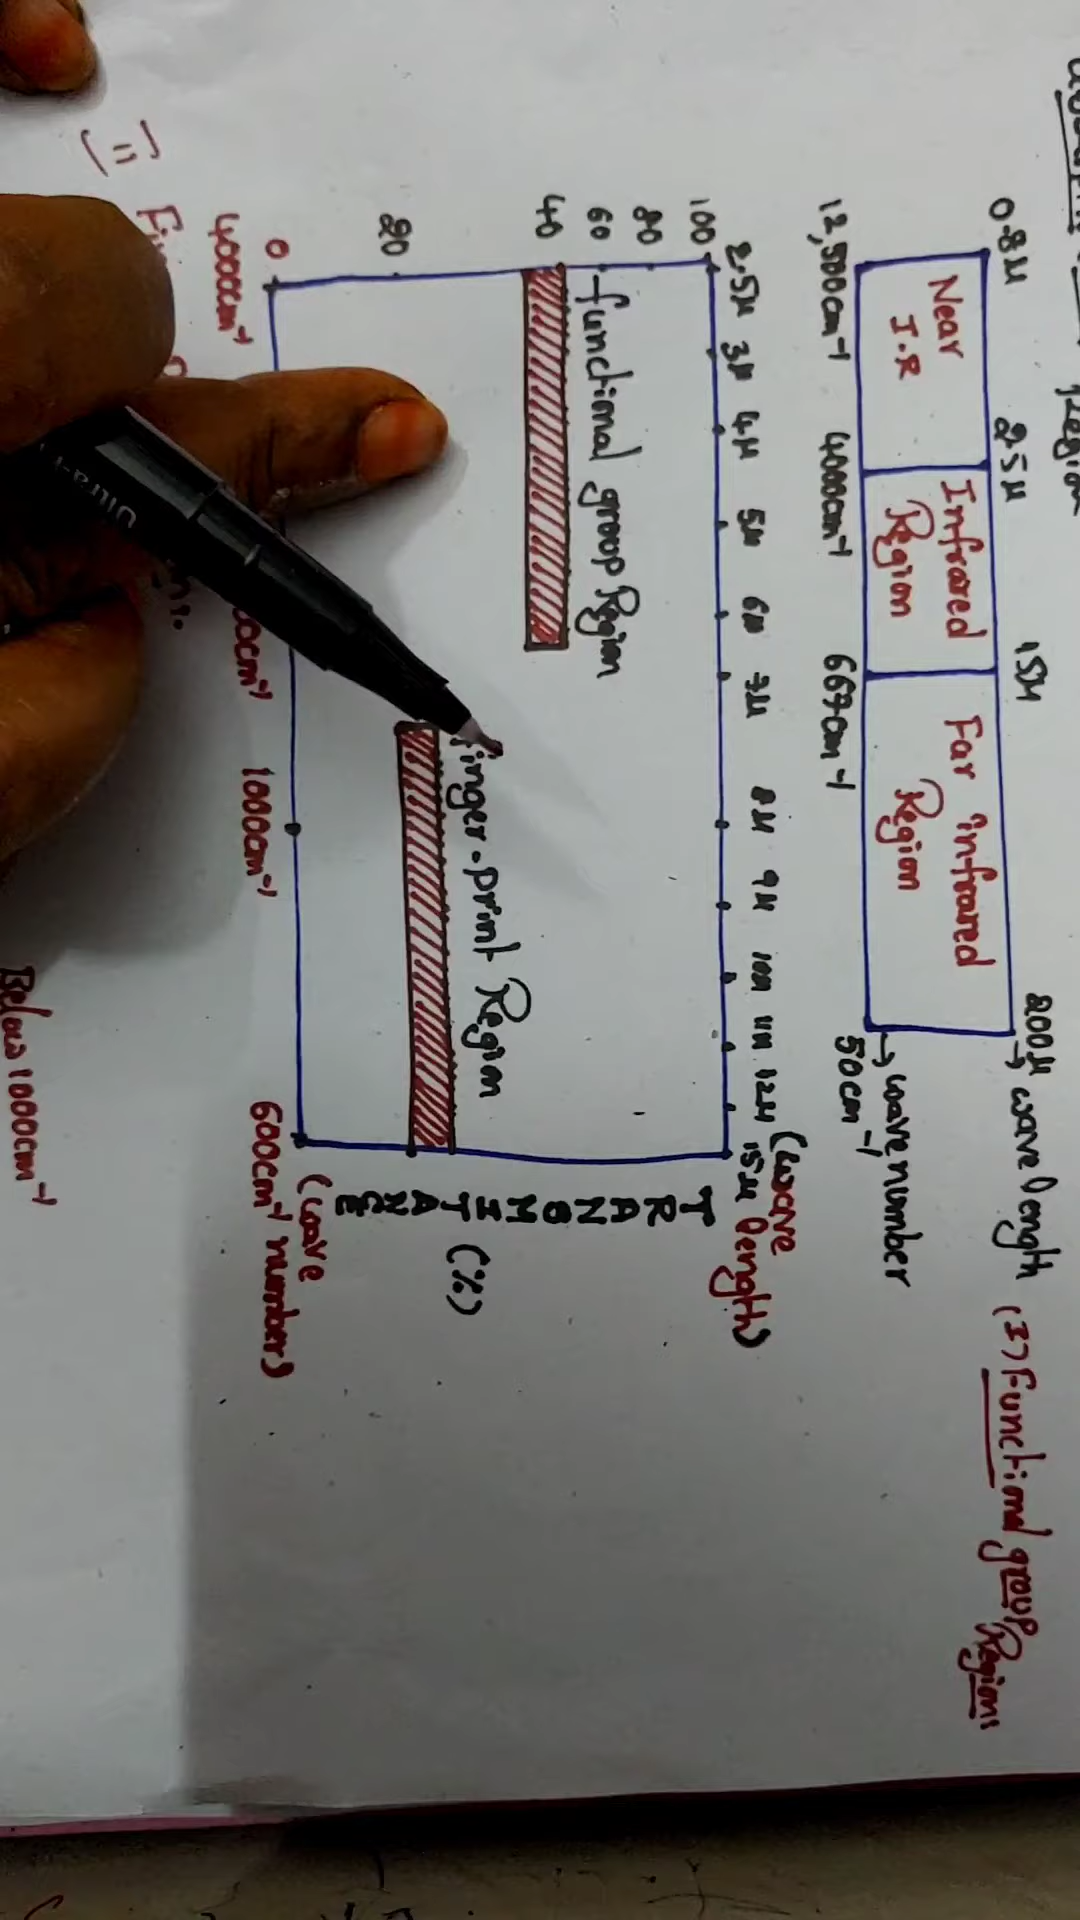 0.8μ 2.5μ 15μ 200μ → wave length (I) Functional group Regions
Near I.R
Infrared Region
Far infrared Region
12,500cm⁻¹ 4000cm⁻¹ 667cm⁻¹ 50cm⁻¹ → wave number
2.5μ 3μ 4μ 5μ 6μ 7μ 8μ 9μ 10μ 11μ 12μ 15μ (wave length)
100
80
60
40
20
0
functional group Region
finger-print Region
TRANSMITANCE (%)
4000cm⁻¹ 1000cm⁻¹ 600cm⁻¹ (wave number)
Below 1000cm⁻¹